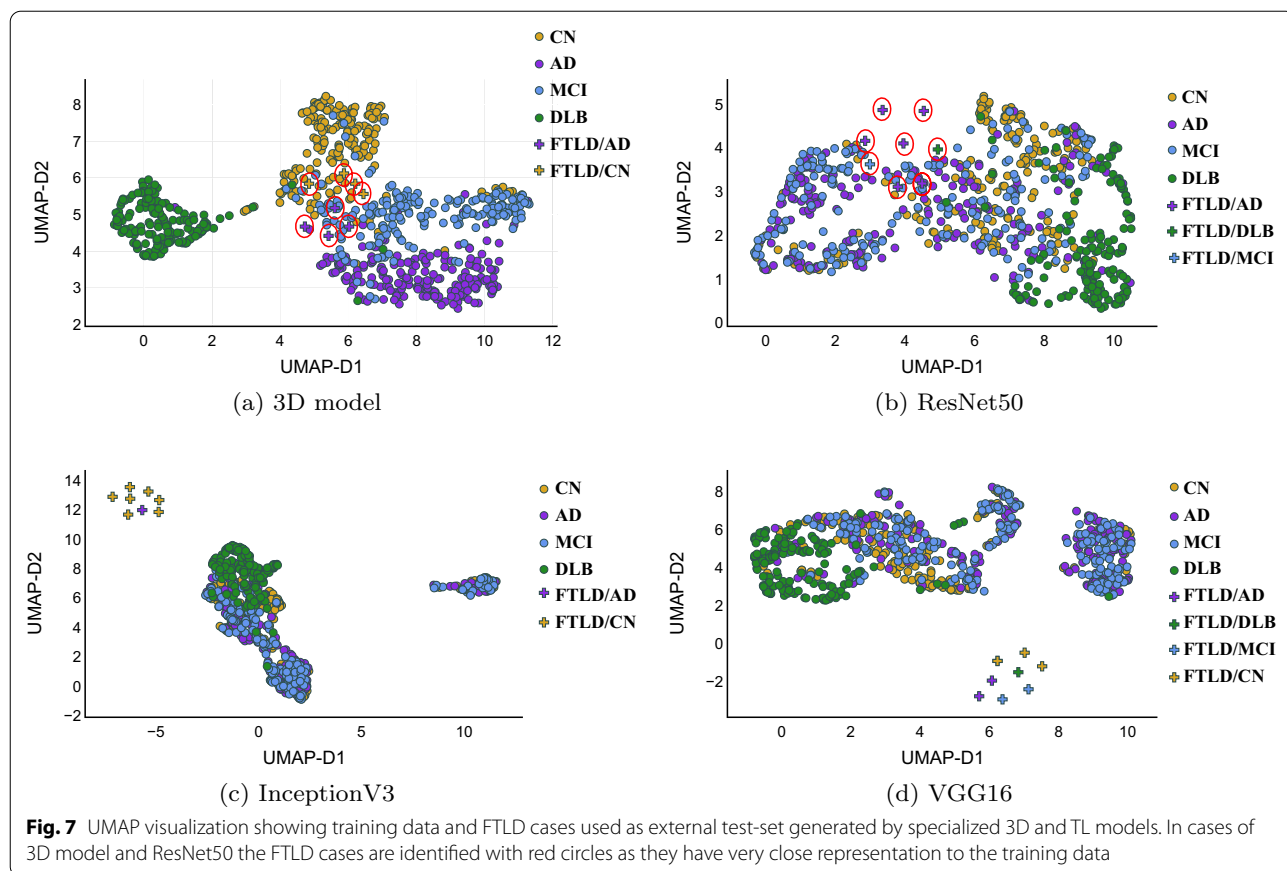 CN
AD
MCI
DLB
FTLD/AD
FTLD/CN
UMAP-D2
8
7
6
5
4
3
2
0
2
4
6
8
10
12
UMAP-D1
(a) 3D model
CN
AD
MCI
DLB
FTLD/AD
FTLD/DLB
FTLD/MCI
UMAP-D2
5
4
3
2
1
0
0
2
4
6
8
10
UMAP-D1
(b) ResNet50
CN
AD
MCI
DLB
FTLD/AD
FTLD/CN
UMAP-D2
14
12
10
8
6
4
2
0
−2
−5
0
5
10
UMAP-D1
(c) InceptionV3
CN
AD
MCI
DLB
FTLD/AD
FTLD/DLB
FTLD/MCI
FTLD/CN
UMAP-D2
8
6
4
2
0
−2
0
2
4
6
8
10
UMAP-D1
(d) VGG16
Fig. 7 UMAP visualization showing training data and FTLD cases used as external test-set generated by specialized 3D and TL models. In cases of
3D model and ResNet50 the FTLD cases are identified with red circles as they have very close representation to the training data